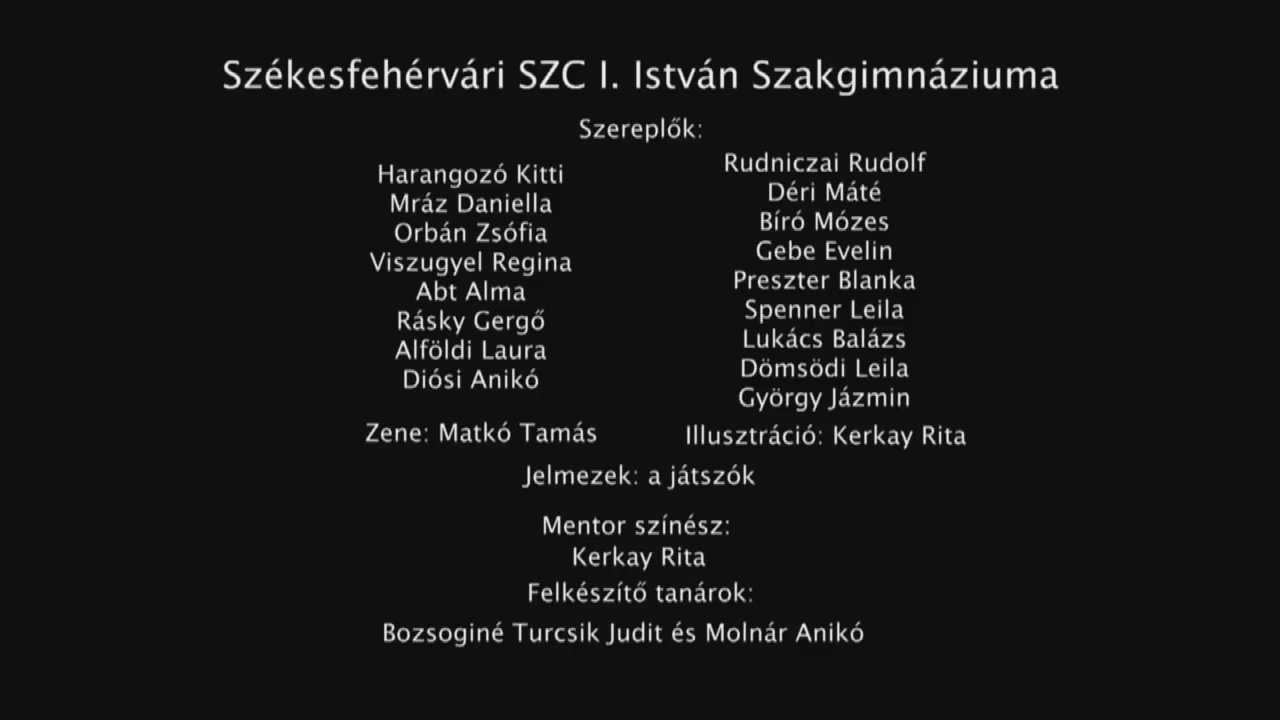 Székesfehérvári SZC I. István Szakgimnáziuma
Szereplők:
Harangozó Kitti
Mráz Daniella
Orbán Zsófia
Viszugyel Regina
Abt Alma
Rásky Gergő
Alföldi Laura
Diósi Anikó
Rudniczai Rudolf
Déri Máté
Bíró Mózes
Gebe Evelin
Preszter Blanka
Spenner Leila
Lukács Balázs
Dömsödi Leila
György Jázmin
Zene: Matkó Tamás
Illusztráció: Kerkay Rita
Jelmezek: a játszók
Mentor színész:
Kerkay Rita
Felkészítő tanárok:
Bozsoginé Turcsik Judit és Molnár Anikó